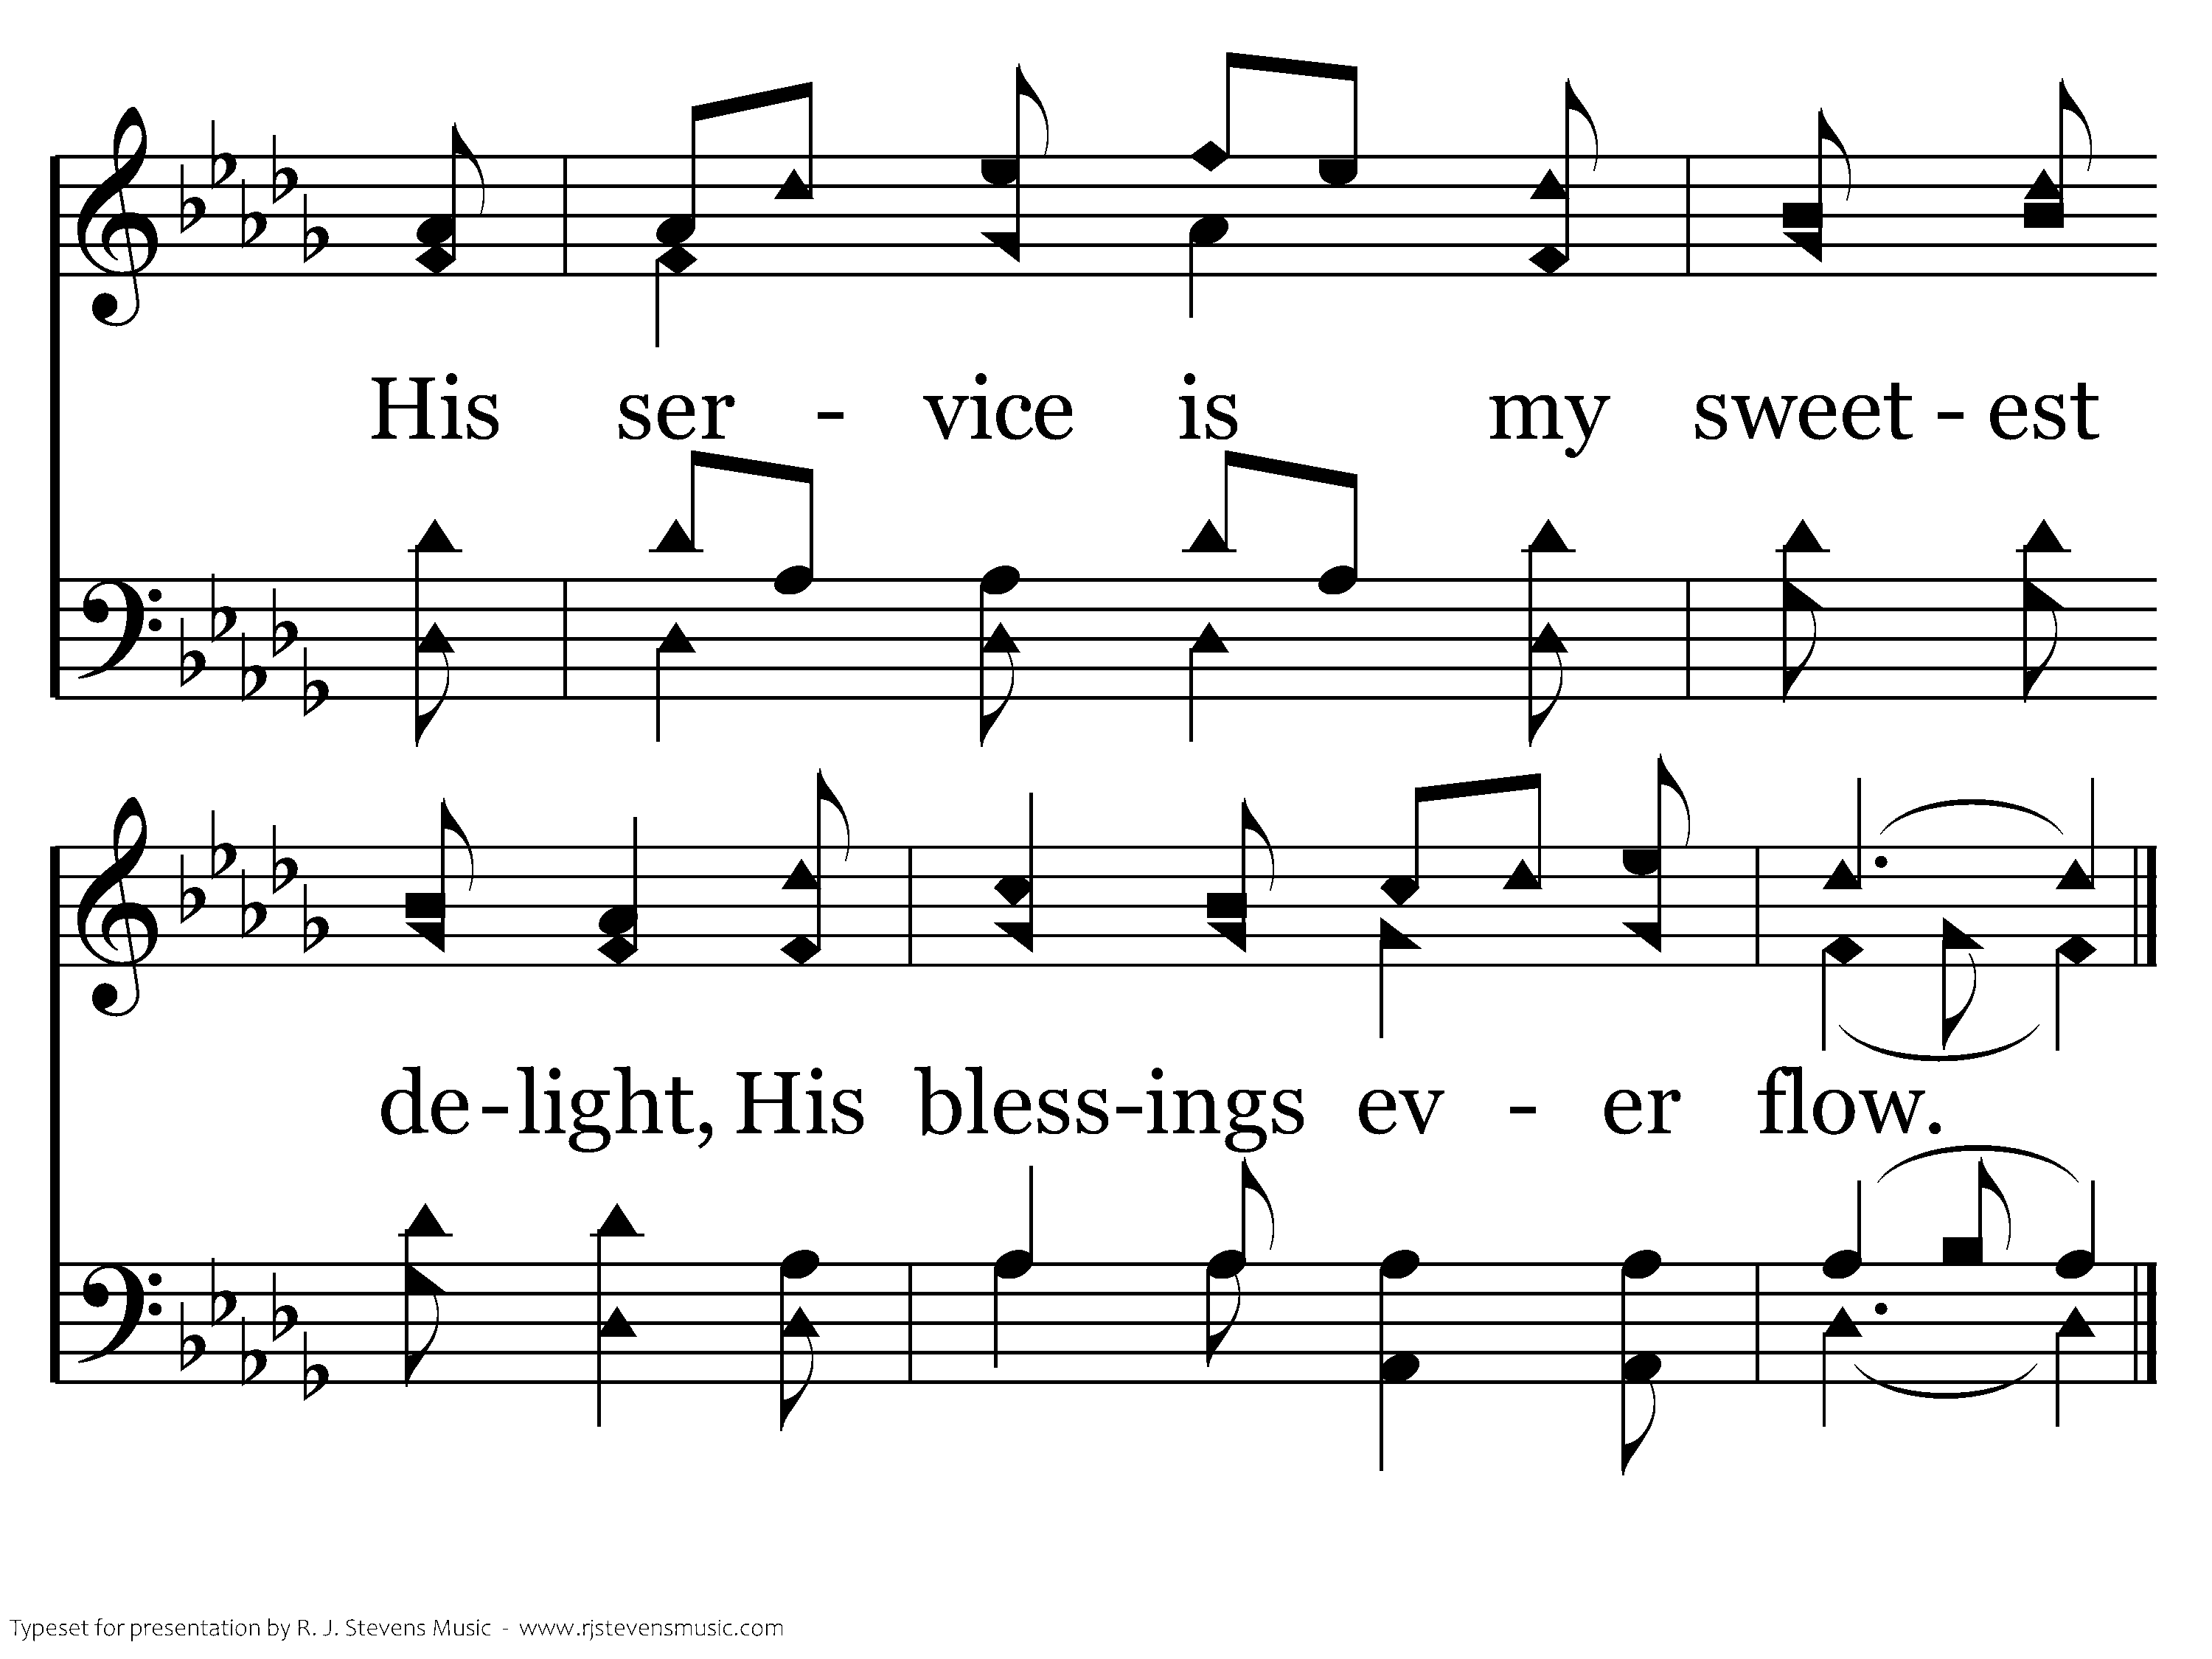 His ser - vice is my sweet - est
de - light, His bless - ings ev - er flow.
Typeset for presentation by R. J. Stevens Music - www.rjstevensmusic.com